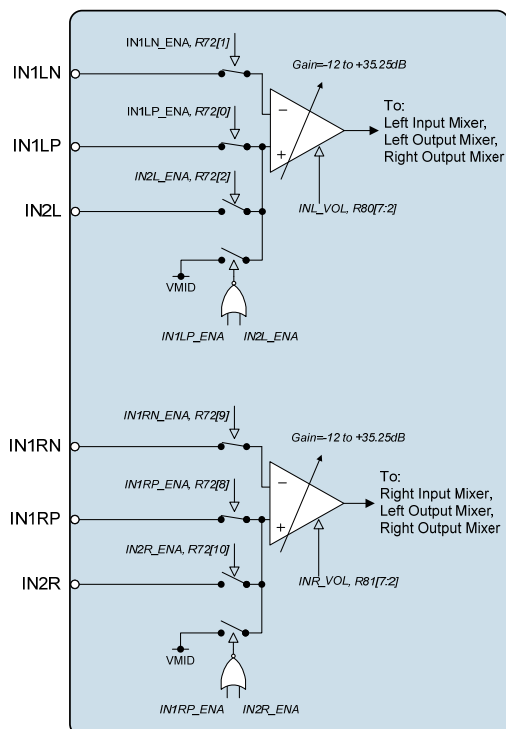 IN1LN_ENA, R72[1]
Gain=-12 to +35.25dB
IN1LN
IN1LP_ENA, R72[0]
To:
Left Input Mixer,
Left Output Mixer,
Right Output Mixer
IN1LP
IN2L_ENA, R72[2]
IN2L
INL_VOL, R80[7:2]
VMID
IN1LP_ENA
IN2L_ENA
IN1RN_ENA, R72[9]
Gain=-12 to +35.25dB
IN1RN
IN1RP_ENA, R72[8]
To:
Right Input Mixer,
Left Output Mixer,
Right Output Mixer
IN1RP
IN2R_ENA, R72[10]
IN2R
INR_VOL, R81[7:2]
VMID
IN1RP_ENA
IN2R_ENA